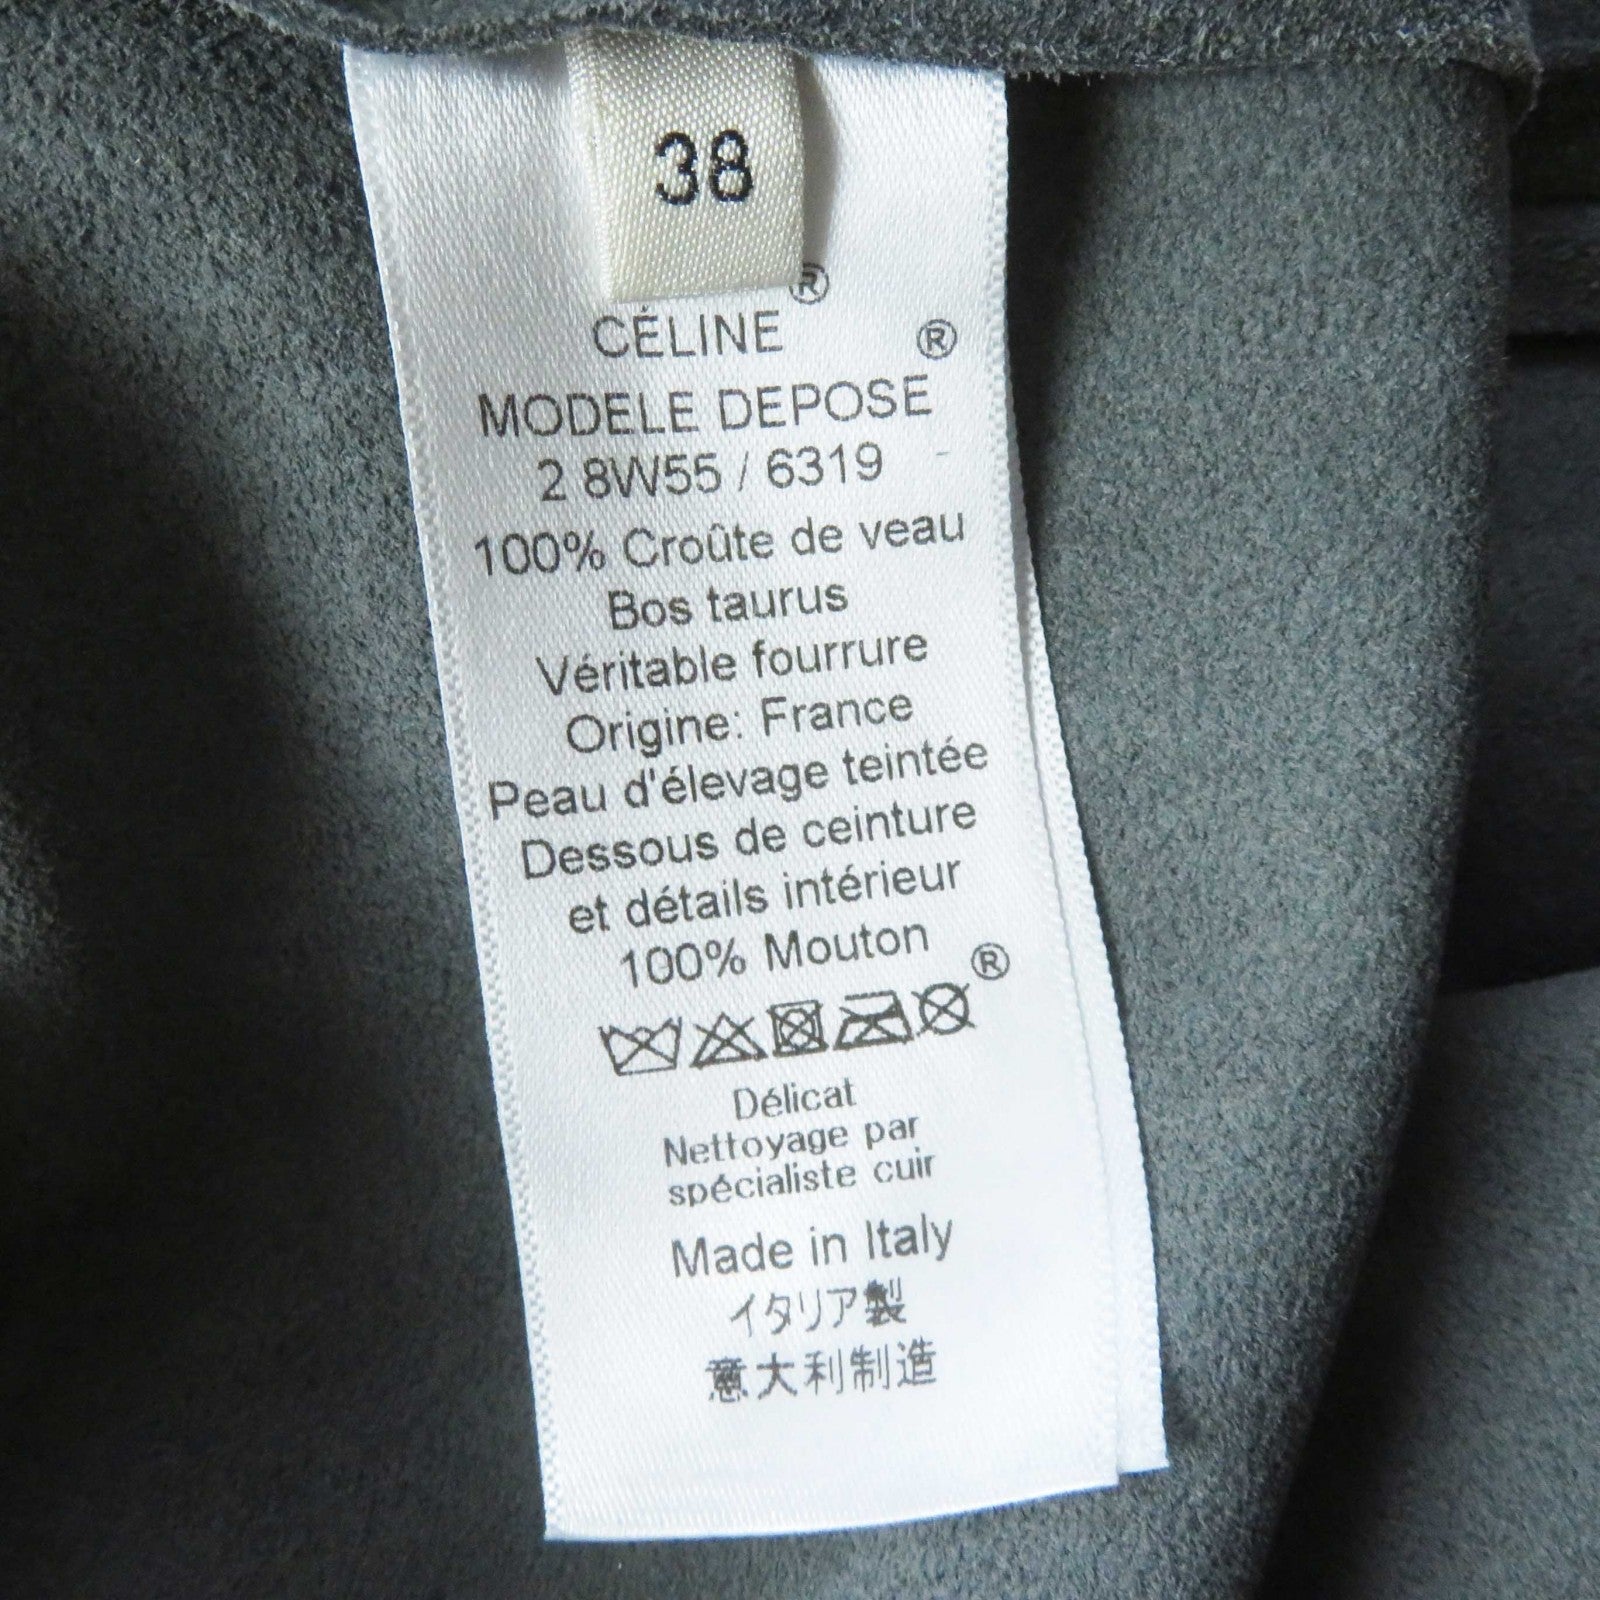 38
®
CÉLINE
MODELE DEPOSE ®
2 8W55 / 6319
100% Croûte de veau
Bos taurus
Véritable fourrure
Origine: France
Peau d'élevage teintée
Dessous de ceinture
et détails intérieur
100% Mouton
®
Délicat
Nettoyage par
spécialiste cuir
Made in Italy
イタリア製
意大利制造